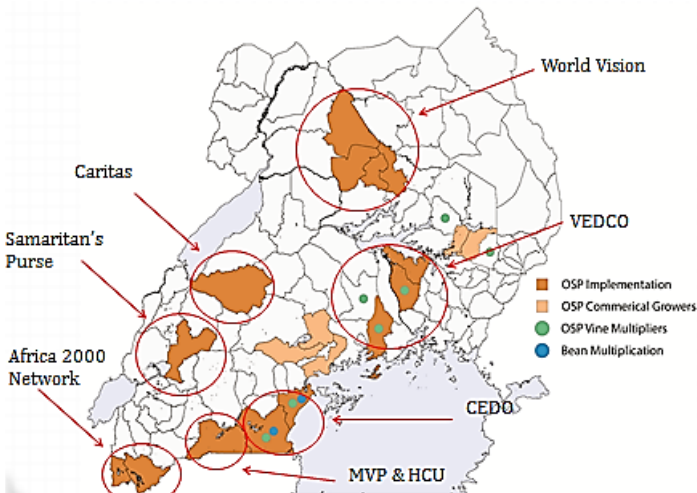 World Vision
Caritas
VEDCO
Samaritan's
Purse
OSP Implementation
OSP Commerical Growers
OSP Vine Multipliers
Bean Multiplication
Africa 2000
Network
CEDO
MVP & HCU